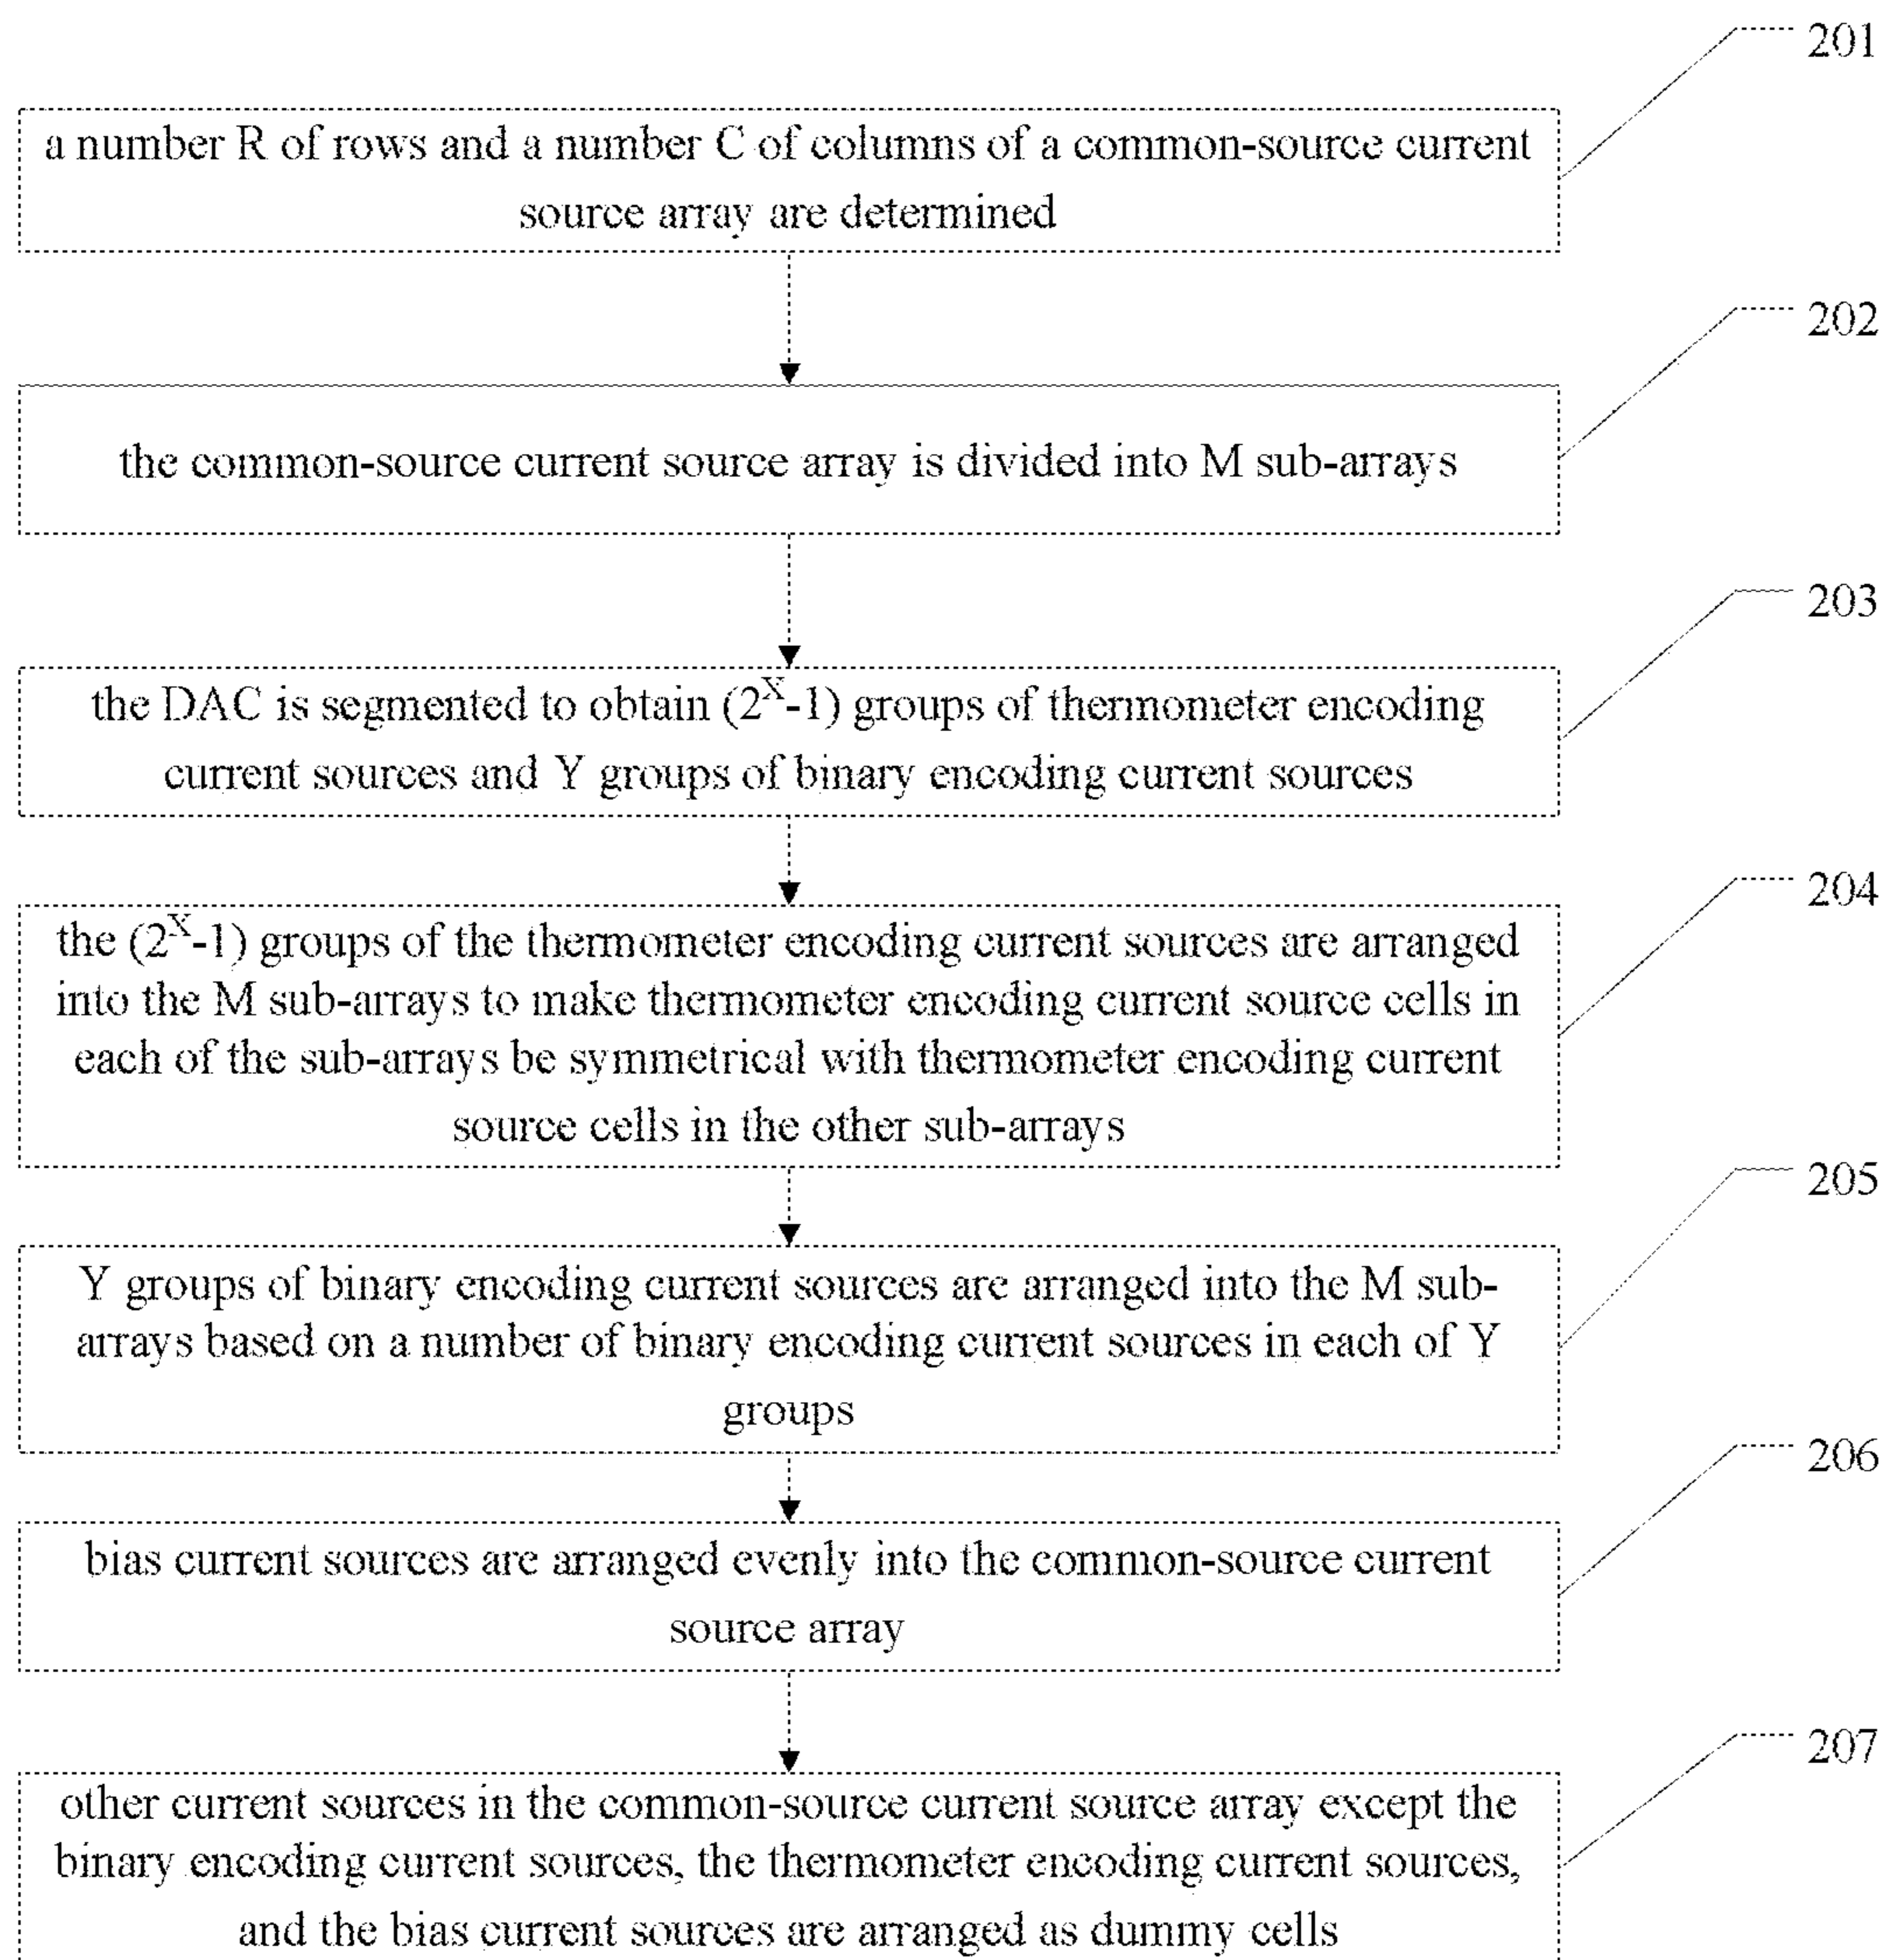 201
a number R of rows and a number C of columns of a common-source current
source array are determined
202
the common-source current source array is divided into M sub-arrays
203
the DAC is segmented to obtain (2^X-1) groups of thermometer encoding
current sources and Y groups of binary encoding current sources
204
the (2^X-1) groups of the thermometer encoding current sources are arranged
into the M sub-arrays to make thermometer encoding current source cells in
each of the sub-arrays be symmetrical with thermometer encoding current
source cells in the other sub-arrays
205
Y groups of binary encoding current sources are arranged into the M sub-
arrays based on a number of binary encoding current sources in each of Y
groups
206
bias current sources are arranged evenly into the common-source current
source array
207
other current sources in the common-source current source array except the
binary encoding current sources, the thermometer encoding current sources,
and the bias current sources are arranged as dummy cells